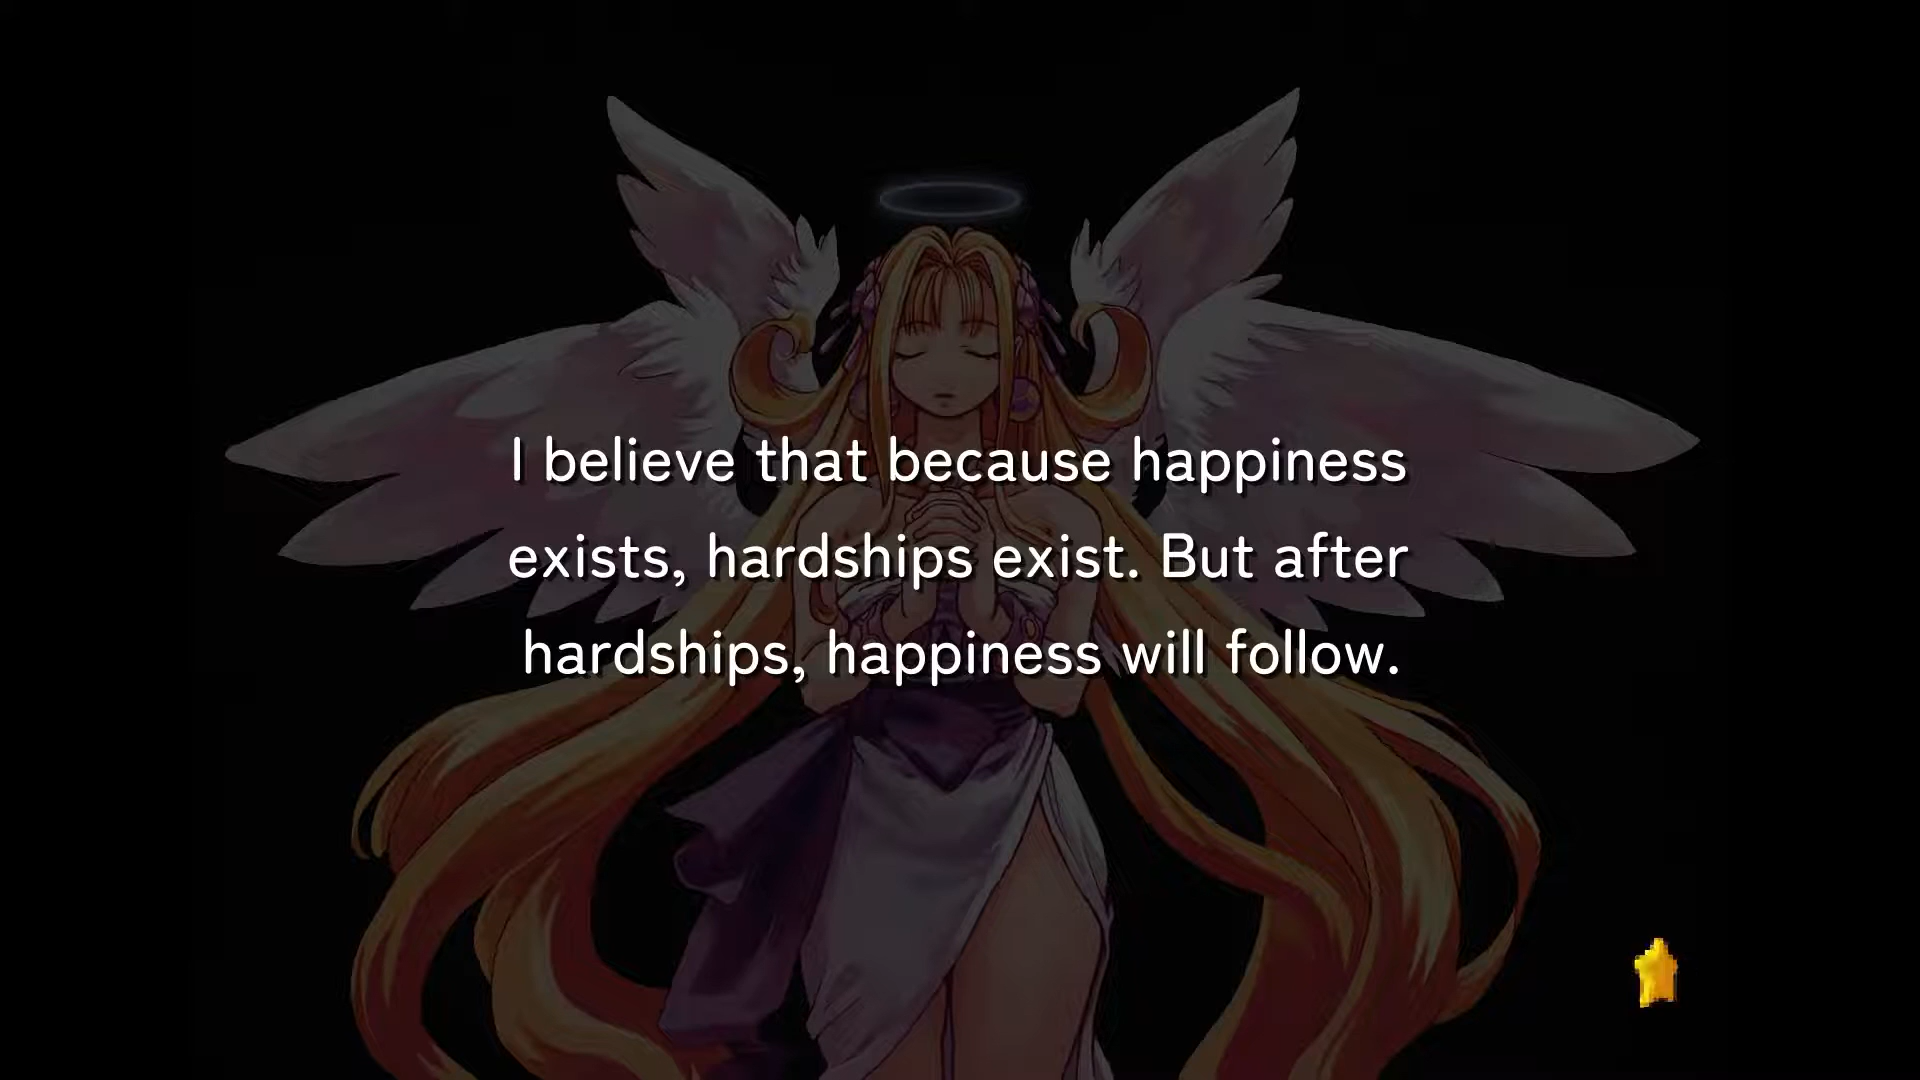 I believe that because happiness
exists, hardships exist. But after
hardships, happiness will follow.